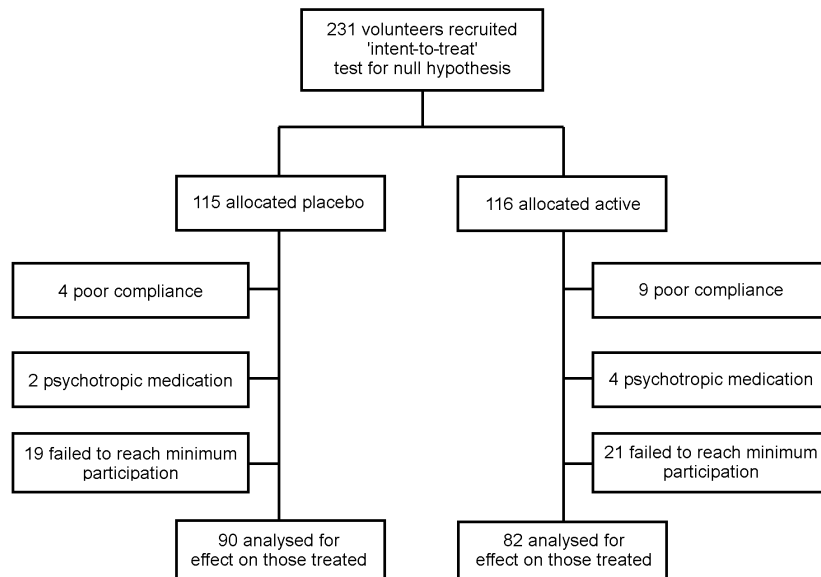 231 volunteers recruited
'intent-to-treat'
test for null hypothesis
115 allocated placebo
116 allocated active
4 poor compliance
9 poor compliance
2 psychotropic medication
4 psychotropic medication
19 failed to reach minimum
participation
21 failed to reach minimum
participation
90 analysed for
effect on those treated
82 analysed for
effect on those treated